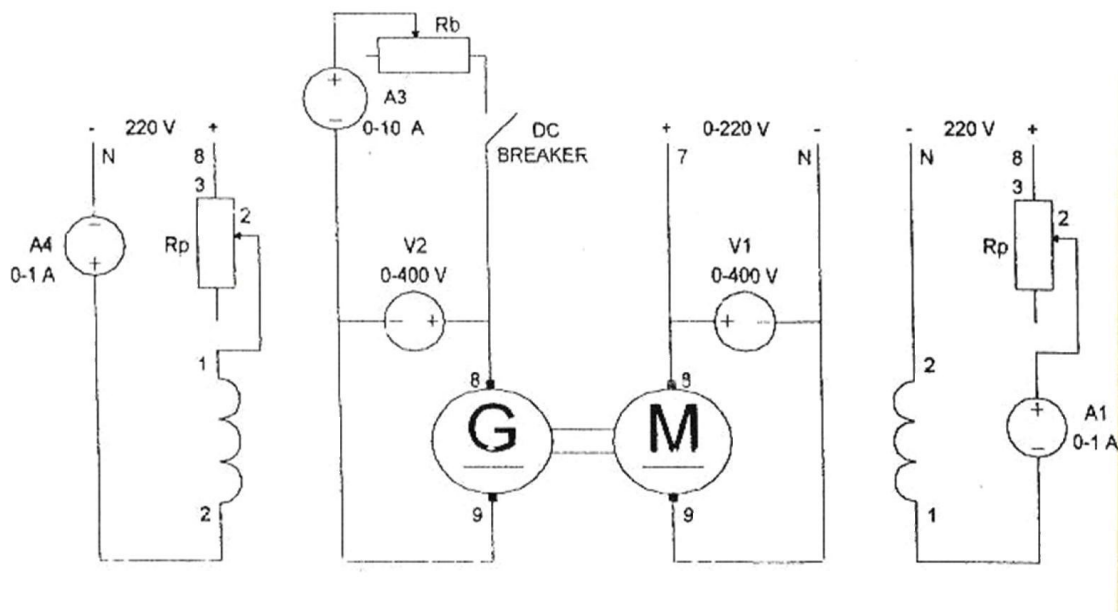 Rb
A3
0-10 A
DC
BREAKER
- 220 V +
N 8
3
2
Rp
A4
0-1 A
1
2
V2
0-400 V
8
G
9
+ 0-220 V -
7 N
V1
0-400 V
8
M
9
- 220 V +
N 8
3
2
Rp
2
1
A1
0-1 A